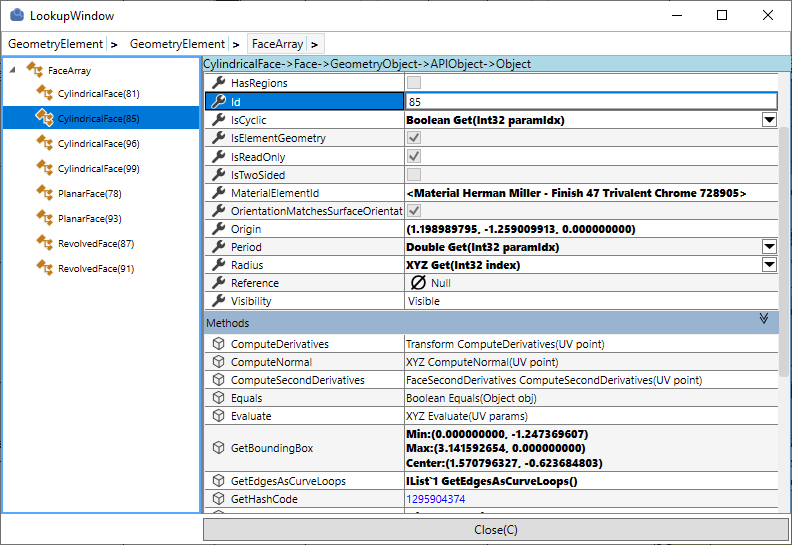 LookupWindow
GeometryElement > GeometryElement > FaceArray >
CylindricalFace->Face->GeometryObject->APIObject->Object
FaceArray
CylindricalFace(81)
CylindricalFace(85)
CylindricalFace(96)
CylindricalFace(99)
PlanarFace(78)
PlanarFace(93)
RevolvedFace(87)
RevolvedFace(91)
HasRegions
Id 85
IsCyclic Boolean Get(Int32 paramIdx)
IsElementGeometry
IsReadOnly
IsTwoSided
MaterialElementId <Material Herman Miller - Finish 47 Trivalent Chrome 728905>
OrientationMatchesSurfaceOrientat
Origin (1.198989795, -1.259009913, 0.000000000)
Period Double Get(Int32 paramIdx)
Radius XYZ Get(Int32 index)
Reference Null
Visibility Visible
Methods
ComputeDerivatives Transform ComputeDerivatives(UV point)
ComputeNormal XYZ ComputeNormal(UV point)
ComputeSecondDerivatives FaceSecondDerivatives ComputeSecondDerivatives(UV point)
Equals Boolean Equals(Object obj)
Evaluate XYZ Evaluate(UV params)
GetBoundingBox Min:(0.000000000, -1.247369607)
Max:(3.141592654, 0.000000000)
Center:(1.570796327, -0.623684803)
GetEdgesAsCurveLoops IList`1 GetEdgesAsCurveLoops()
GetHashCode 1295904374
Close(C)